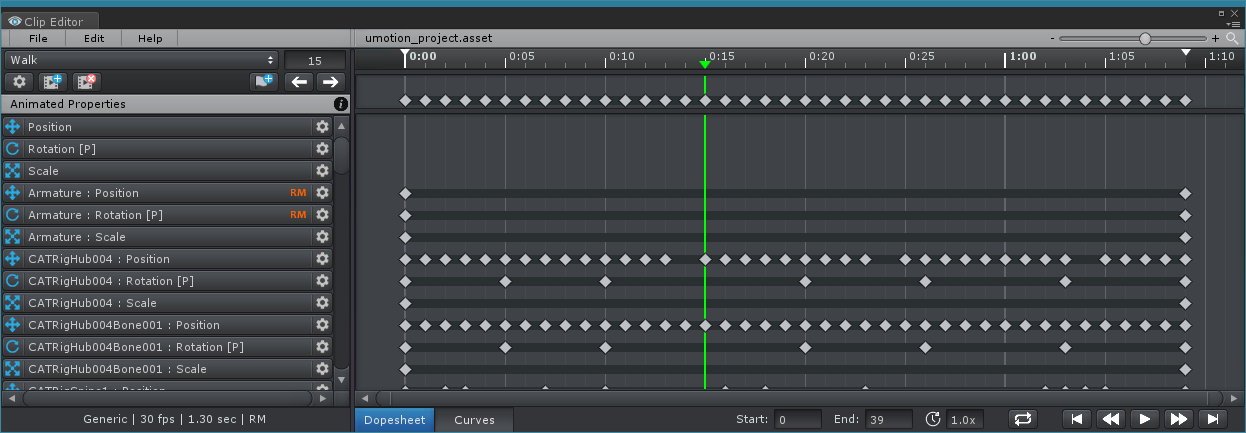 Clip Editor
File Edit Help
umotion_project.asset
- +
Walk 15
0:00 0:05 0:10 0:15 0:20 0:25 1:00 1:05 1:10
Animated Properties i
Position
Rotation [P]
Scale
Armature : Position RM
Armature : Rotation [P] RM
Armature : Scale
CATRigHub004 : Position
CATRigHub004 : Rotation [P]
CATRigHub004 : Scale
CATRigHub004Bone001 : Position
CATRigHub004Bone001 : Rotation [P]
CATRigHub004Bone001 : Scale
CATRigSpine1 : Position
Generic | 30 fps | 1.30 sec | RM
Dopesheet Curves Start: 0 End: 39 1.0x